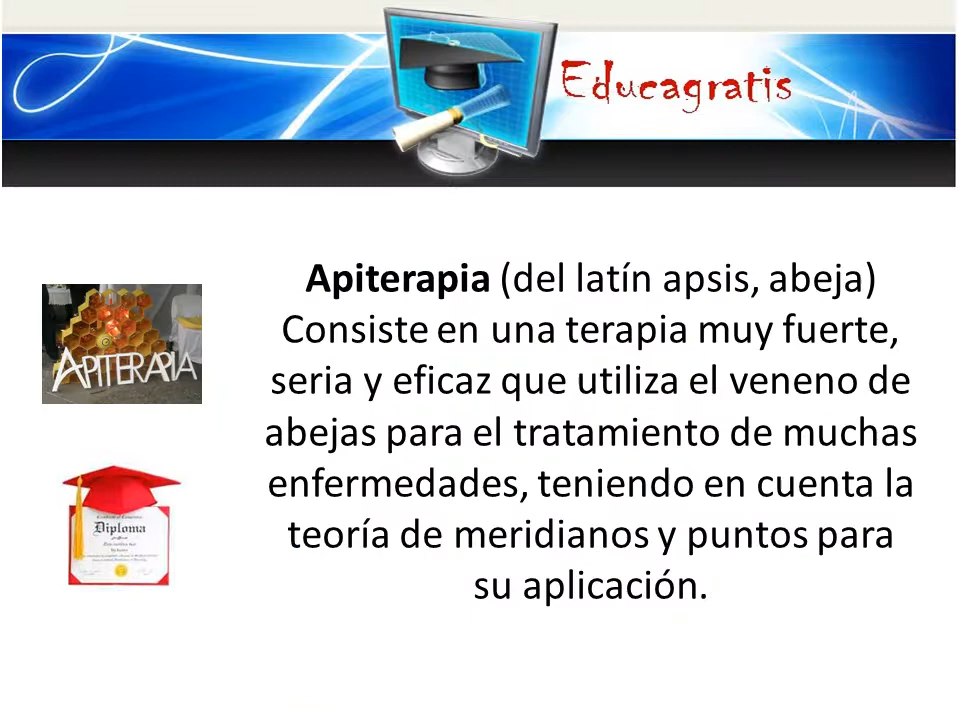 Educagratis
Apiterapia (del latín apsis, abeja)
Consiste en una terapia muy fuerte,
seria y eficaz que utiliza el veneno de
abejas para el tratamiento de muchas
enfermedades, teniendo en cuenta la
teoría de meridianos y puntos para
su aplicación.
APITERAPIA
Diploma